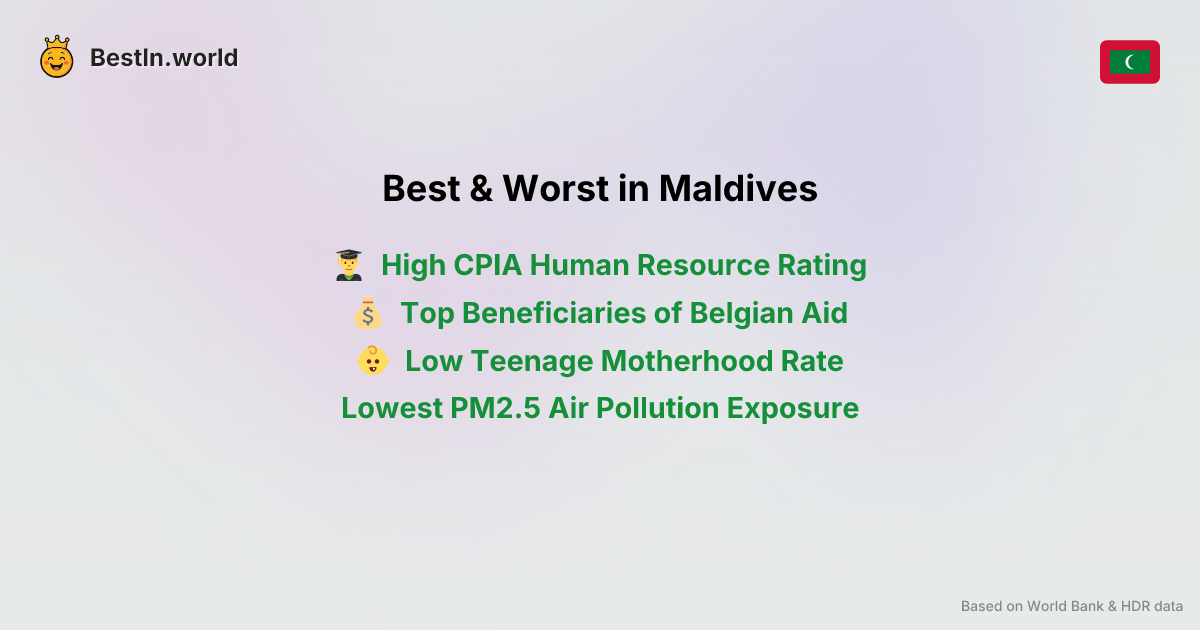 BestIn.world
Best & Worst in Maldives
High CPIA Human Resource Rating
Top Beneficiaries of Belgian Aid
Low Teenage Motherhood Rate
Lowest PM2.5 Air Pollution Exposure
Based on World Bank & HDR data